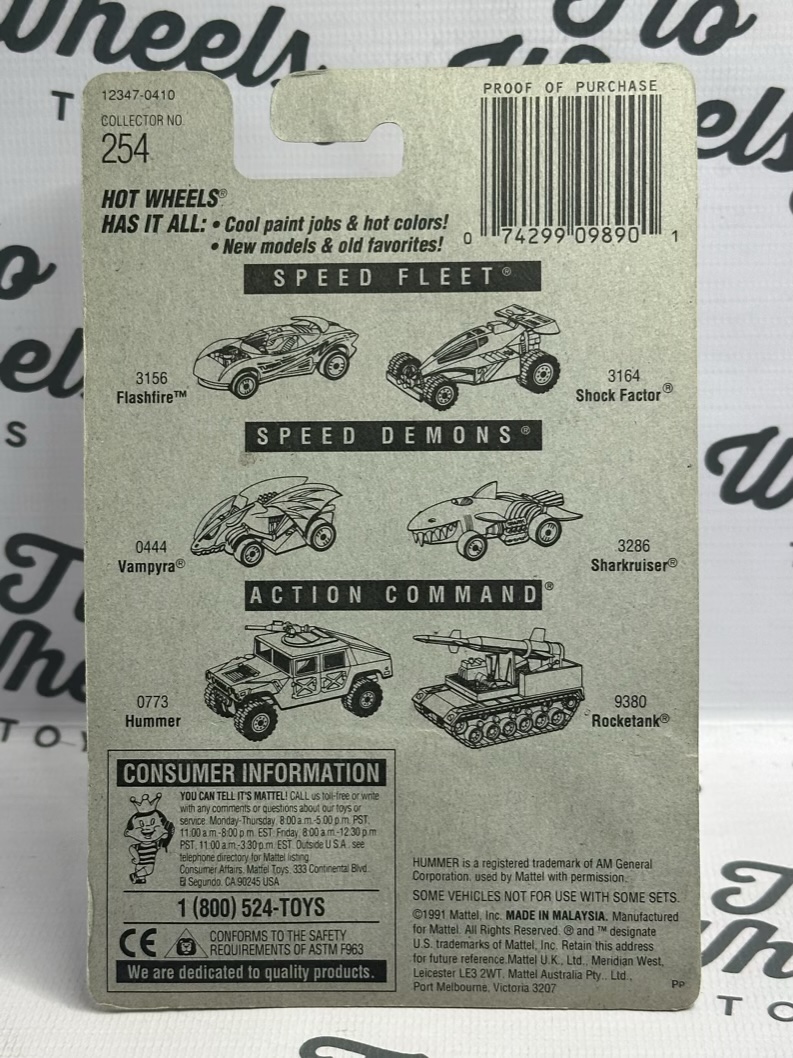 Wheels
12347-0410
COLLECTOR NO.
254
PROOF OF PURCHASE
0 74299 09890 1
HOT WHEELS®
HAS IT ALL: • Cool paint jobs & hot colors!
• New models & old favorites!
SPEED FLEET®
3156
Flashfire™
3164
Shock Factor®
SPEED DEMONS®
0444
Vampyra®
3286
Sharkruiser®
ACTION COMMAND®
0773
Hummer
9380
Rocketank®
CONSUMER INFORMATION
YOU CAN TELL IT'S MATTEL! CALL us toll-free or write
with any comments or questions about our toys or
service. Monday-Thursday, 8:00 a.m.-5:00 p.m. PST,
11:00 a.m.-8:00 p.m. EST: Friday, 8:00 a.m.-12:30 p.m.
PST, 11:00 a.m.-3:30 p.m. EST. Outside U.S.A., see
telephone directory for Mattel listing.
Consumer Affairs, Mattel Toys, 333 Continental Blvd.
El Segundo, CA 90245 USA
1 (800) 524-TOYS
CE CONFORMS TO THE SAFETY
REQUIREMENTS OF ASTM F963
We are dedicated to quality products.
HUMMER is a registered trademark of AM General
Corporation. used by Mattel with permission.
SOME VEHICLES NOT FOR USE WITH SOME SETS.
©1991 Mattel, Inc. MADE IN MALAYSIA. Manufactured
for Mattel. All Rights Reserved. ® and ™ designate
U.S. trademarks of Mattel, Inc. Retain this address
for future reference.Mattel U.K., Ltd., Meridian West,
Leicester LE3 2WT. Mattel Australia Pty., Ltd.,
Port Melbourne, Victoria 3207
PP